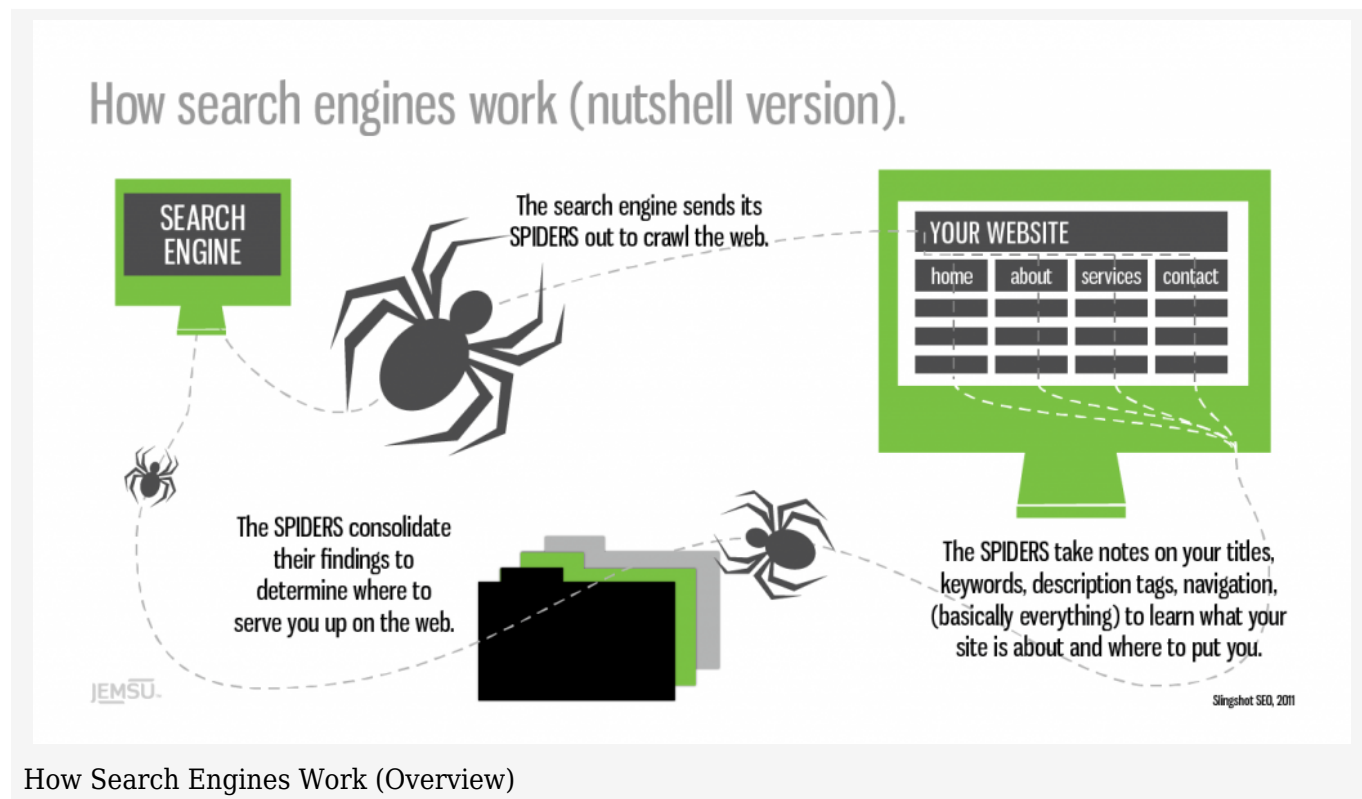 How search engines work (nutshell version).
SEARCH
ENGINE
The search engine sends its
SPIDERS out to crawl the web.
YOUR WEBSITE
home about services contact
The SPIDERS consolidate
their findings to
determine where to
serve you up on the web.
The SPIDERS take notes on your titles,
keywords, description tags, navigation,
(basically everything) to learn what your
site is about and where to put you.
JEMSU
Slingshot SEO, 2011
How Search Engines Work (Overview)